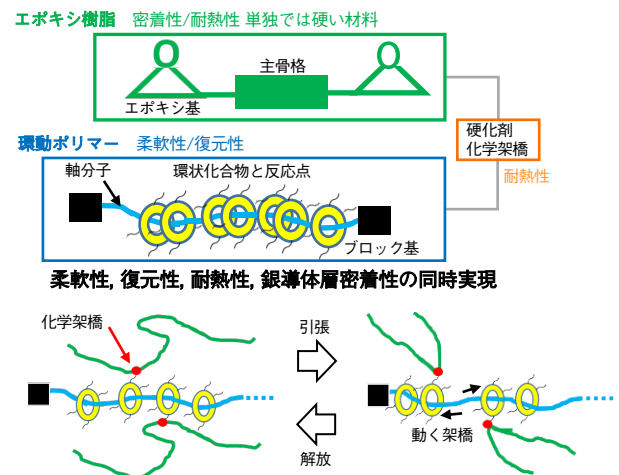 エポキシ樹脂 密着性/耐熱性 単独では硬い材料
O
O
主骨格
エポキシ基
硬化剤
化学架橋
環動ポリマー 柔軟性/復元性
耐熱性
軸分子
環状化合物と反応点
ブロック基
柔軟性, 復元性, 耐熱性, 銀導体層密着性の同時実現
化学架橋
引張
動く架橋
解放